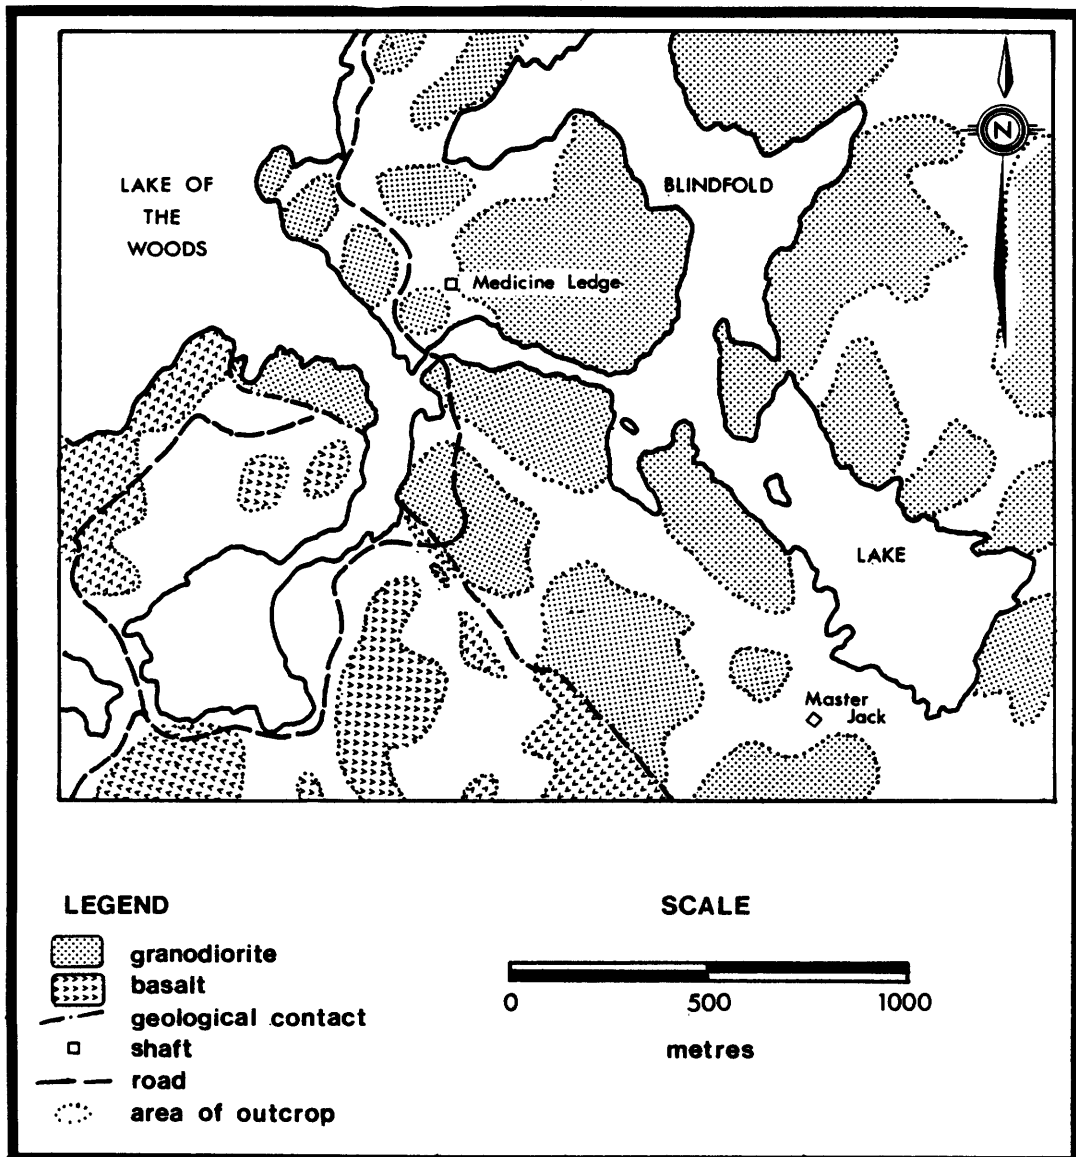 N
LAKE OF
THE
WOODS
BLINDFOLD
Medicine Ledge
LAKE
Master
Jack
LEGEND
granodiorite
basalt
geological contact
shaft
road
area of outcrop
SCALE
0 500 1000
metres